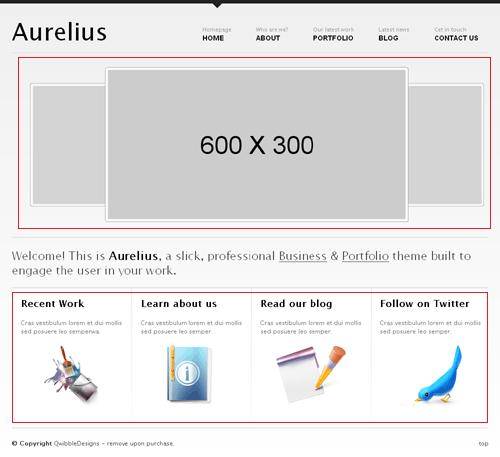 Aurelius
Homepage Who are we? Our latest work Latest news Get in touch
HOME ABOUT PORTFOLIO BLOG CONTACT US
600 X 300
Welcome! This is Aurelius, a slick, professional Business & Portfolio theme built to
engage the user in your work.
Recent Work Learn about us Read our blog Follow on Twitter
Cras vestibulum lorem et dui mollis Cras vestibulum lorem et dui mollis Cras vestibulum lorem et dui mollis Cras vestibulum lorem et dui mollis
sed posuere leo semperwa. sed posuere leo semper. sed posuere leo semper. sed posuere leo semper.
© Copyright QwibbleDesigns – remove upon purchase. top